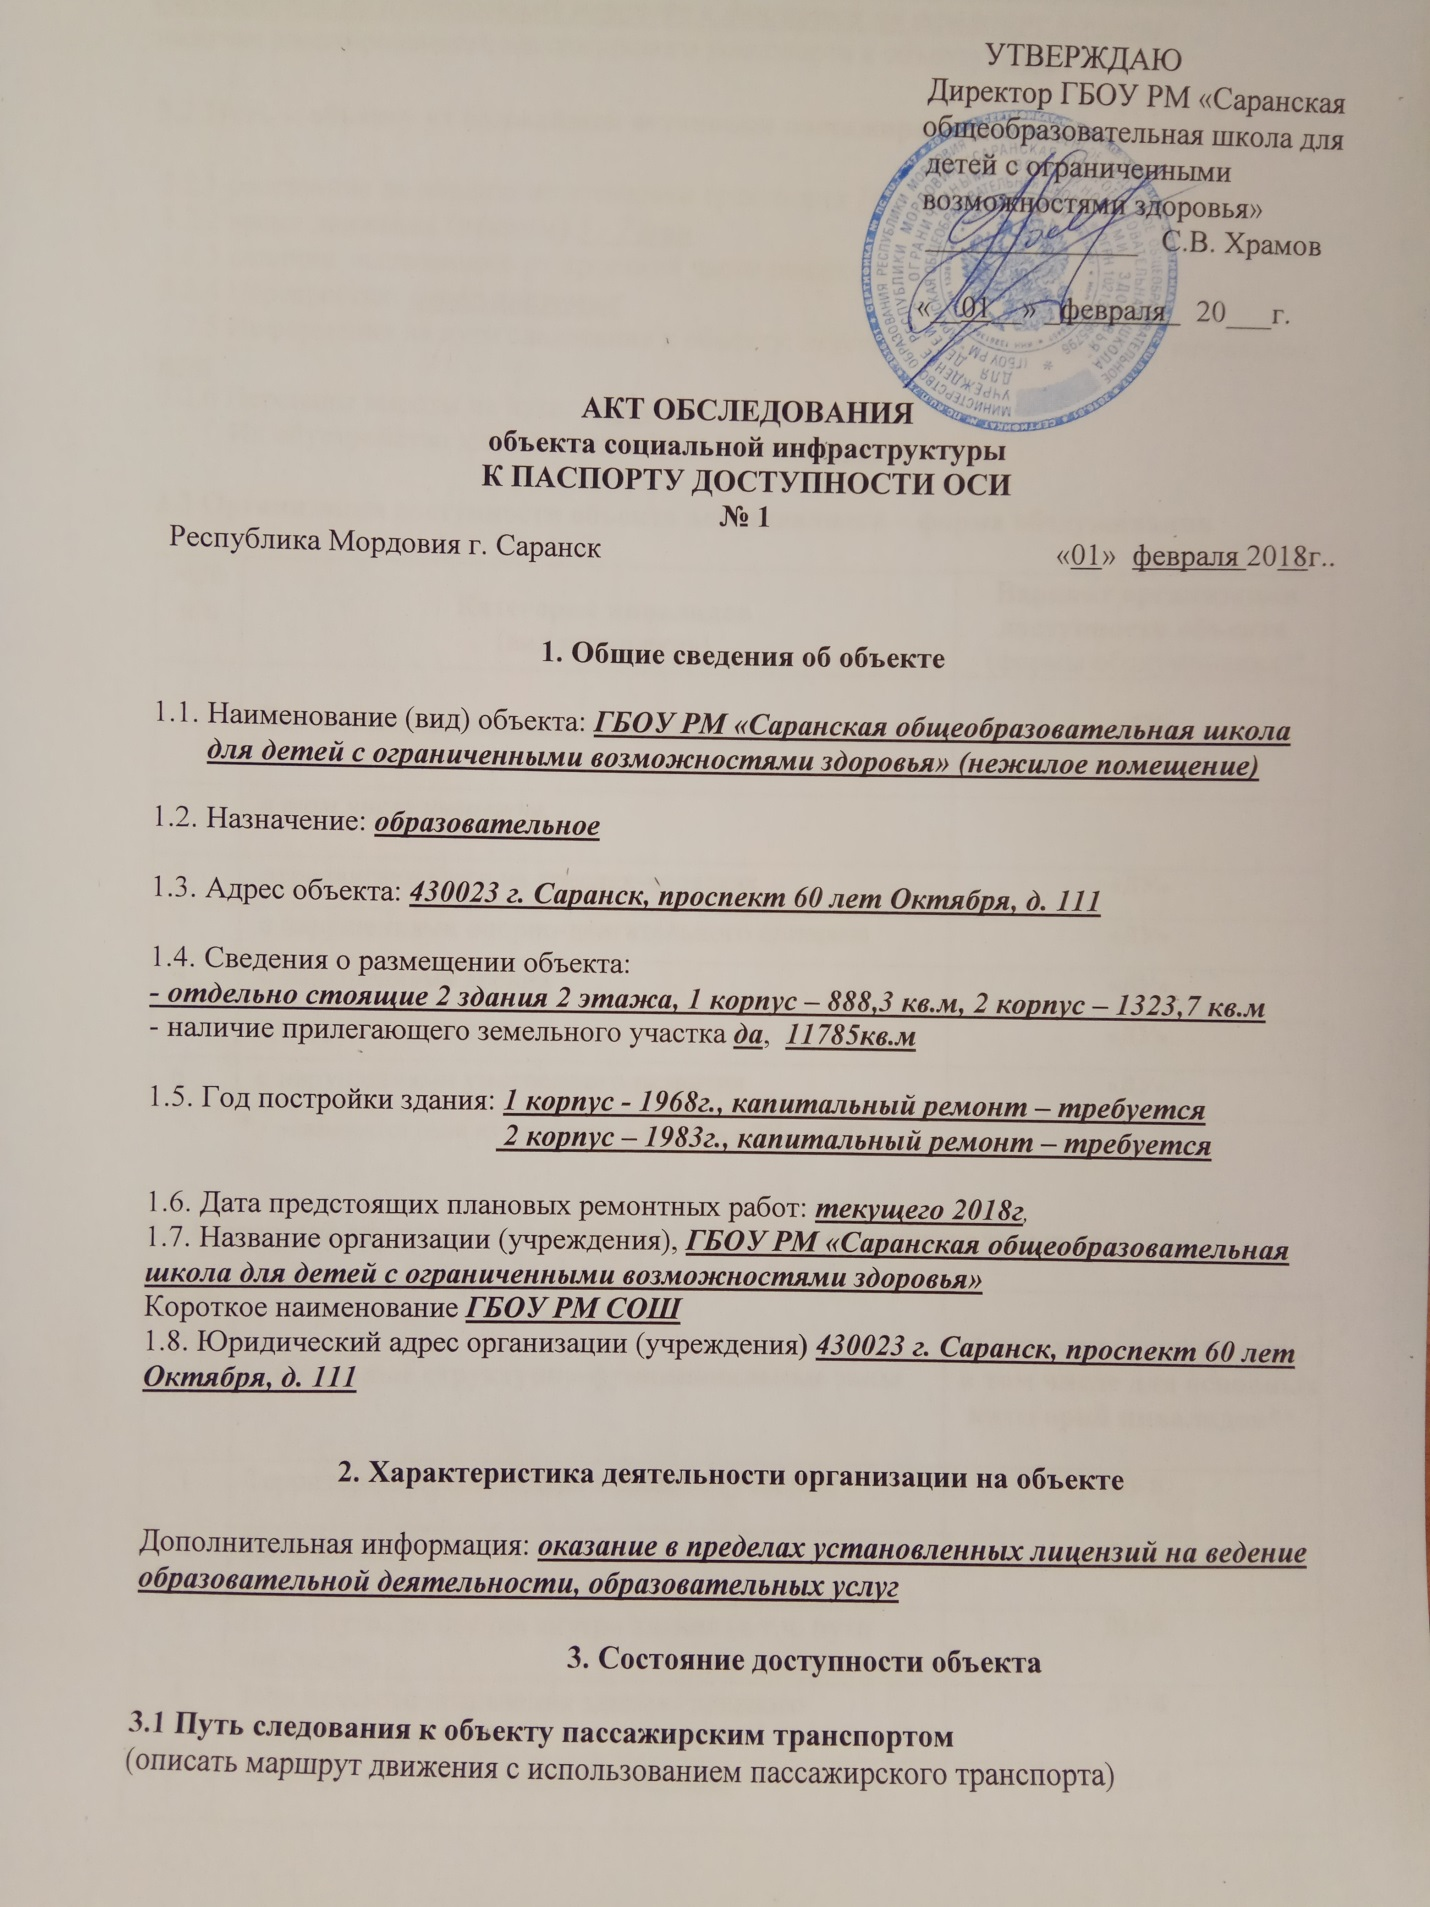 УТВЕРЖДАЮ
Директор ГБОУ РМ «Саранская
общеобразовательная школа для
детей с ограниченными
возможностями здоровья»
______________ С.В. Храмов
«__01__» _февраля_ 20___г.
АКТ ОБСЛЕДОВАНИЯ
объекта социальной инфраструктуры
К ПАСПОРТУ ДОСТУПНОСТИ ОСИ
№ 1
Республика Мордовия г. Саранск
«01» февраля 2018г..
1. Общие сведения об объекте
1.1. Наименование (вид) объекта: ГБОУ РМ «Саранская общеобразовательная школа
для детей с ограниченными возможностями здоровья» (нежилое помещение)
1.2. Назначение: образовательное
1.3. Адрес объекта: 430023 г. Саранск, проспект 60 лет Октября, д. 111
1.4. Сведения о размещении объекта:
- отдельно стоящие 2 здания 2 этажа, 1 корпус – 888,3 кв.м, 2 корпус – 1323,7 кв.м
- наличие прилегающего земельного участка да, 11785кв.м
1.5. Год постройки здания: 1 корпус - 1968г., капитальный ремонт – требуется
2 корпус – 1983г., капитальный ремонт – требуется
1.6. Дата предстоящих плановых ремонтных работ: текущего 2018г,
1.7. Название организации (учреждения), ГБОУ РМ «Саранская общеобразовательная
школа для детей с ограниченными возможностями здоровья»
Короткое наименование ГБОУ РМ СОШ
1.8. Юридический адрес организации (учреждения) 430023 г. Саранск, проспект 60 лет
Октября, д. 111
2. Характеристика деятельности организации на объекте
Дополнительная информация: оказание в пределах установленных лицензий на ведение
образовательной деятельности, образовательных услуг
3. Состояние доступности объекта
3.1 Путь следования к объекту пассажирским транспортом
(описать маршрут движения с использованием пассажирского транспорта)